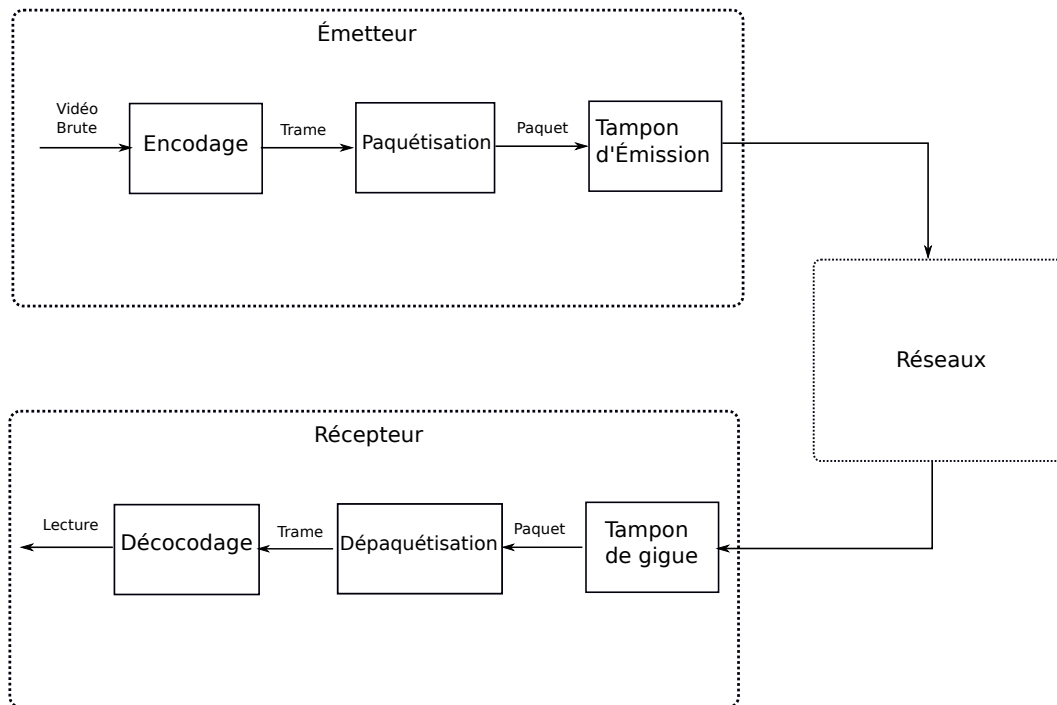 Émetteur
Vidéo
Brute
Encodage
Trame
Paquétisation
Paquet
Tampon
d'Émission
Réseaux
Récepteur
Lecture
Décocodage
Trame
Dépaquétisation
Paquet
Tampon
de gigue